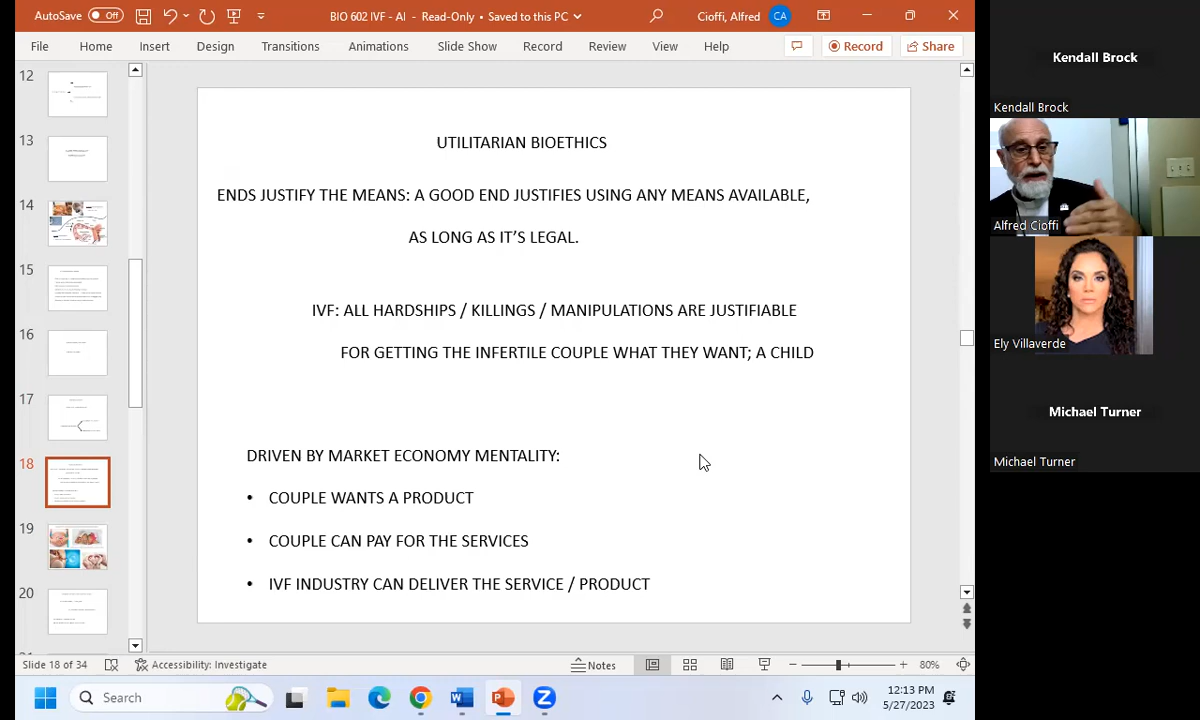 AutoSave
Off
BIO 602 IVF - AI - Read-Only • Saved to this PC
Cioffi, Alfred
CA
File
Home
Insert
Design
Transitions
Animations
Slide Show
Record
Review
View
Help
Record
Share
12
13
14
15
16
17
18
19
20
UTILITARIAN BIOETHICS
ENDS JUSTIFY THE MEANS: A GOOD END JUSTIFIES USING ANY MEANS AVAILABLE,
AS LONG AS IT'S LEGAL.
IVF: ALL HARDSHIPS / KILLINGS / MANIPULATIONS ARE JUSTIFIABLE
FOR GETTING THE INFERTILE COUPLE WHAT THEY WANT; A CHILD
DRIVEN BY MARKET ECONOMY MENTALITY:
• COUPLE WANTS A PRODUCT
• COUPLE CAN PAY FOR THE SERVICES
• IVF INDUSTRY CAN DELIVER THE SERVICE / PRODUCT
Slide 18 of 34
Accessibility: Investigate
Notes
80%
Search
12:13 PM
5/27/2023
Kendall Brock
Kendall Brock
Alfred Cioffi
Ely Villaverde
Michael Turner
Michael Turner